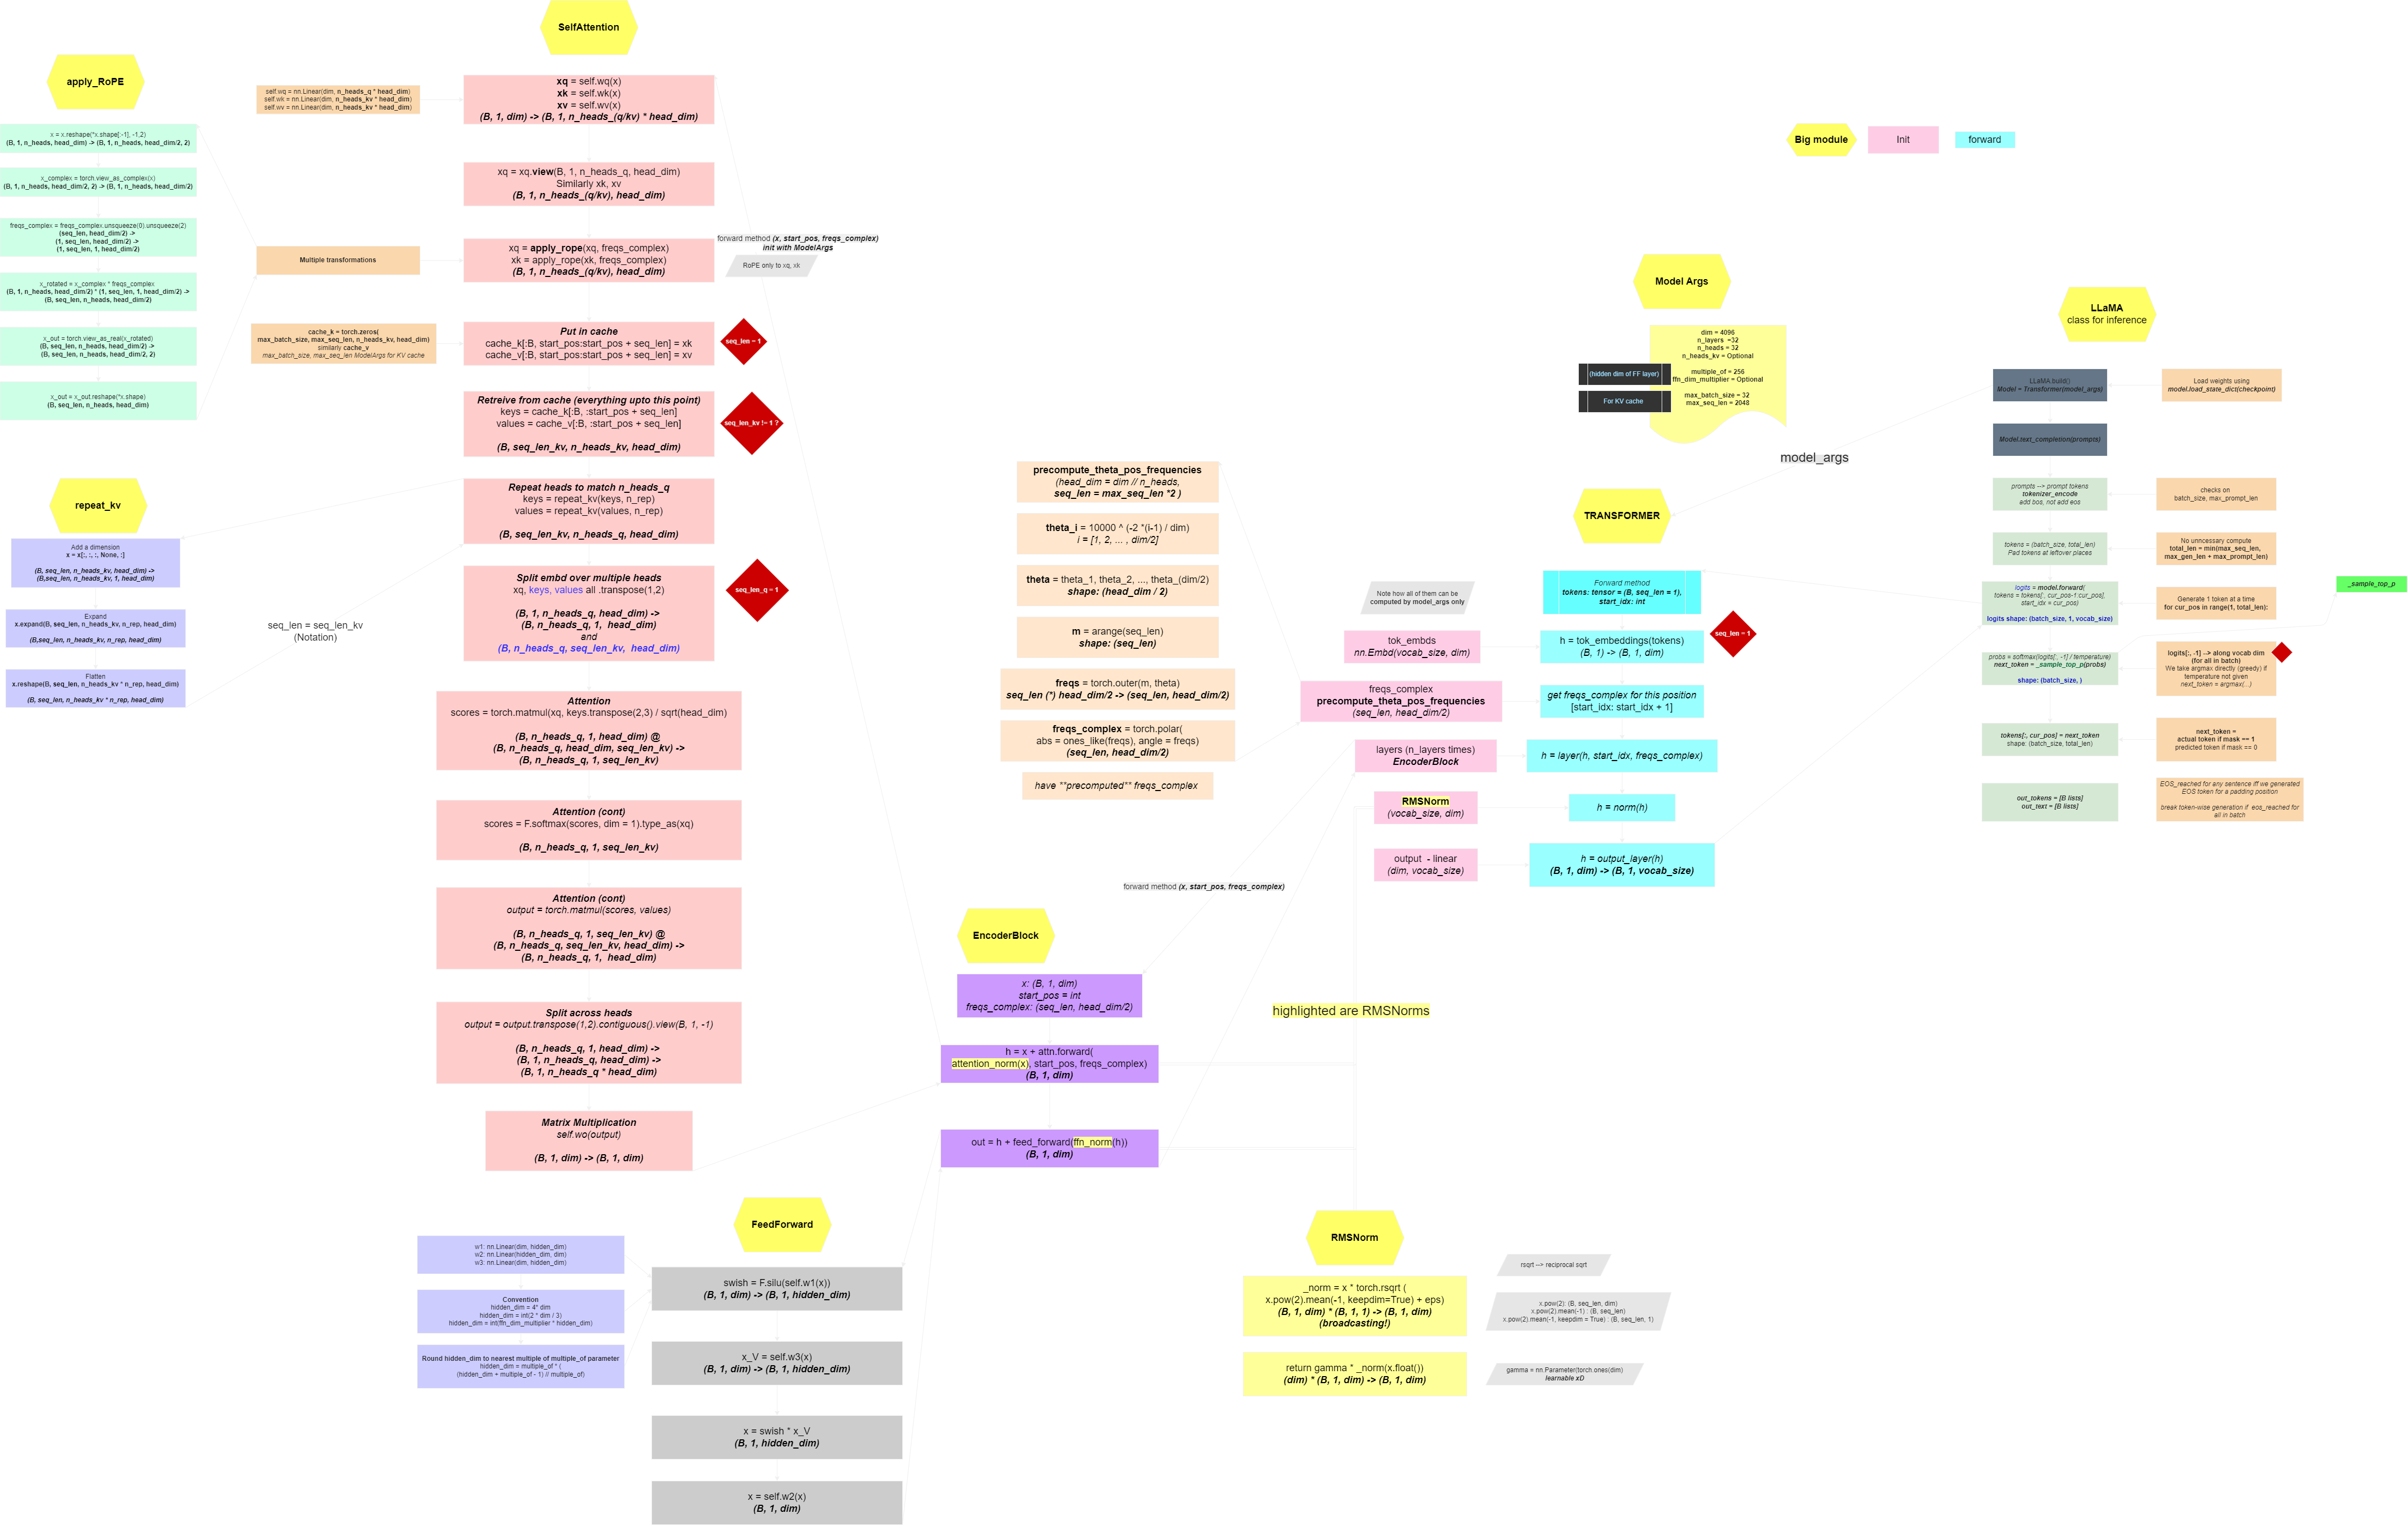 SelfAttention
apply_RoPE
x = x.reshape(*x.shape[:-1], -1,2)
(B, 1, n_heads, head_dim) -> (B, 1, n_heads, head_dim/2, 2)
x_complex = torch.view_as_complex(x)
(B, 1, n_heads, head_dim/2, 2) -> (B, 1, n_heads, head_dim/2)
freqs_complex = freqs_complex.unsqueeze(0).unsqueeze(2)
(seq_len, head_dim/2) ->
(1, seq_len, head_dim/2) ->
(1, seq_len, 1, head_dim/2)
x_rotated = x_complex * freqs_complex
(B, 1, n_heads, head_dim/2) * (1, seq_len, 1, head_dim/2) ->
(B, seq_len, n_heads, head_dim/2)
x_out = torch.view_as_real(x_rotated)
(B, seq_len, n_heads, head_dim/2) ->
(B, seq_len, n_heads, head_dim/2, 2)
x_out = x_out.reshape(*x.shape)
(B, seq_len, n_heads, head_dim)
self.wq = nn.Linear(dim, n_heads_q * head_dim)
self.wk = nn.Linear(dim, n_heads_kv * head_dim)
self.wv = nn.Linear(dim, n_heads_kv * head_dim)
Multiple transformations
cache_k = torch.zeros(
max_batch_size, max_seq_len, n_heads_kv, head_dim)
similarly cache_v
max_batch_size, max_seq_len ModelArgs for KV cache
xq = self.wq(x)
xk = self.wk(x)
xv = self.wv(x)
(B, 1, dim) -> (B, 1, n_heads_(q/kv) * head_dim)
xq = xq.view(B, 1, n_heads_q, head_dim)
Similarly xk, xv
(B, 1, n_heads_(q/kv), head_dim)
xq = apply_rope(xq, freqs_complex)
xk = apply_rope(xk, freqs_complex)
(B, 1, n_heads_(q/kv), head_dim)
forward method (x, start_pos, freqs_complex)
init with ModelArgs
RoPE only to xq, xk
Put in cache
cache_k[:B, start_pos:start_pos + seq_len] = xk
cache_v[:B, start_pos:start_pos + seq_len] = xv
seq_len = 1
Retreive from cache (everything upto this point)
keys = cache_k[:B, :start_pos + seq_len]
values = cache_v[:B, :start_pos + seq_len]
(B, seq_len_kv, n_heads_kv, head_dim)
seq_len_kv != 1 ?
Repeat heads to match n_heads_q
keys = repeat_kv(keys, n_rep)
values = repeat_kv(values, n_rep)
(B, seq_len_kv, n_heads_q, head_dim)
Split embd over multiple heads
xq, keys, values all .transpose(1,2)
(B, 1, n_heads_q, head_dim) ->
(B, n_heads_q, 1, head_dim)
and
(B, n_heads_q, seq_len_kv, head_dim)
seq_len_q = 1
Attention
scores = torch.matmul(xq, keys.transpose(2,3) / sqrt(head_dim)
(B, n_heads_q, 1, head_dim) @
(B, n_heads_q, head_dim, seq_len_kv) ->
(B, n_heads_q, 1, seq_len_kv)
Attention (cont)
scores = F.softmax(scores, dim = 1).type_as(xq)
(B, n_heads_q, 1, seq_len_kv)
Attention (cont)
output = torch.matmul(scores, values)
(B, n_heads_q, 1, seq_len_kv) @
(B, n_heads_q, seq_len_kv, head_dim) ->
(B, n_heads_q, 1, head_dim)
Split across heads
output = output.transpose(1,2).contiguous().view(B, 1, -1)
(B, n_heads_q, 1, head_dim) ->
(B, 1, n_heads_q, head_dim) ->
(B, 1, n_heads_q * head_dim)
Matrix Multiplication
self.wo(output)
(B, 1, dim) -> (B, 1, dim)
repeat_kv
Add a dimension
x = x[:, :, :, None, :]
(B, seq_len, n_heads_kv, head_dim) ->
(B,seq_len, n_heads_kv, 1, head_dim)
Expand
x.expand(B, seq_len, n_heads_kv, n_rep, head_dim)
(B,seq_len, n_heads_kv, n_rep, head_dim)
Flatten
x.reshape(B, seq_len, n_heads_kv * n_rep, head_dim)
(B, seq_len, n_heads_kv * n_rep, head_dim)
seq_len = seq_len_kv
(Notation)
Big module
Init
forward
Model Args
dim = 4096
n_layers =32
n_heads = 32
n_heads_kv = Optional
multiple_of = 256
ffn_dim_multiplier = Optional
max_batch_size = 32
max_seq_len = 2048
(hidden dim of FF layer)
For KV cache
model_args
precompute_theta_pos_frequencies
(head_dim = dim // n_heads,
seq_len = max_seq_len *2 )
theta_i = 10000 ^ (-2 *(i-1) / dim)
i = [1, 2, ... , dim/2]
theta = theta_1, theta_2, ..., theta_(dim/2)
shape: (head_dim / 2)
m = arange(seq_len)
shape: (seq_len)
freqs = torch.outer(m, theta)
seq_len (*) head_dim/2 -> (seq_len, head_dim/2)
freqs_complex = torch.polar(
abs = ones_like(freqs), angle = freqs)
(seq_len, head_dim/2)
have **precomputed** freqs_complex
TRANSFORMER
Note how all of them can be
computed by model_args only
Forward method
tokens: tensor = (B, seq_len = 1),
start_idx: int
seq_len = 1
tok_embds
nn.Embd(vocab_size, dim)
h = tok_embeddings(tokens)
(B, 1) -> (B, 1, dim)
freqs_complex
precompute_theta_pos_frequencies
(seq_len, head_dim/2)
get freqs_complex for this position
[start_idx: start_idx + 1]
layers (n_layers times)
EncoderBlock
h = layer(h, start_idx, freqs_complex)
RMSNorm
(vocab_size, dim)
h = norm(h)
output - linear
(dim, vocab_size)
h = output_layer(h)
(B, 1, dim) -> (B, 1, vocab_size)
forward method (x, start_pos, freqs_complex)
LLaMA
class for inference
LLaMA.build()
Model = Transformer(model_args)
Load weights using
model.load_state_dict(checkpoint)
Model.text_completion(prompts)
prompts --> prompt tokens
tokenizer_encode
add bos, not add eos
checks on
batch_size, max_prompt_len
tokens = (batch_size, total_len)
Pad tokens at leftover places
No unncessary compute
total_len = min(max_seq_len,
max_gen_len + max_prompt_len)
logits = model.forward(
tokens = tokens[:, cur_pos-1:cur_pos],
start_idx = cur_pos)
logits shape: (batch_size, 1, vocab_size)
Generate 1 token at a time
for cur_pos in range(1, total_len):
_sample_top_p
probs = softmax(logits[:, -1] / temperature)
next_token = _sample_top_p(probs)
shape: (batch_size, )
logits[:, -1] --> along vocab dim
(for all in batch)
We take argmax directly (greedy) if
temperature not given
next_token = argmax(...)
tokens[:, cur_pos] = next_token
shape: (batch_size, total_len)
next_token =
actual token if mask == 1
predicted token if mask == 0
out_tokens = [B lists]
out_text = [B lists]
EOS_reached for any sentence iff we generated
EOS token for a padding position
break token-wise generation if eos_reached for
all in batch
EncoderBlock
x: (B, 1, dim)
start_pos = int
freqs_complex: (seq_len, head_dim/2)
h = x + attn.forward(
attention_norm(x), start_pos, freqs_complex)
(B, 1, dim)
out = h + feed_forward(ffn_norm(h))
(B, 1, dim)
highlighted are RMSNorms
FeedForward
w1: nn.Linear(dim, hidden_dim)
w2: nn.Linear(hidden_dim, dim)
w3: nn.Linear(dim, hidden_dim)
Convention
hidden_dim = 4* dim
hidden_dim = int(2 * dim / 3)
hidden_dim = int(ffn_dim_multiplier * hidden_dim)
Round hidden_dim to nearest multiple of multiple_of parameter
hidden_dim = multiple_of * (
(hidden_dim + multiple_of - 1) // multiple_of)
swish = F.silu(self.w1(x))
(B, 1, dim) -> (B, 1, hidden_dim)
x_V = self.w3(x)
(B, 1, dim) -> (B, 1, hidden_dim)
x = swish * x_V
(B, 1, hidden_dim)
x = self.w2(x)
(B, 1, dim)
RMSNorm
_norm = x * torch.rsqrt (
x.pow(2).mean(-1, keepdim=True) + eps)
(B, 1, dim) * (B, 1, 1) -> (B, 1, dim)
(broadcasting!)
return gamma * _norm(x.float())
(dim) * (B, 1, dim) -> (B, 1, dim)
rsqrt --> reciprocal sqrt
x.pow(2): (B, seq_len, dim)
x.pow(2).mean(-1) : (B, seq_len)
x.pow(2).mean(-1, keepdim = True) : (B, seq_len, 1)
gamma = nn.Parameter(torch.ones(dim)
learnable xD